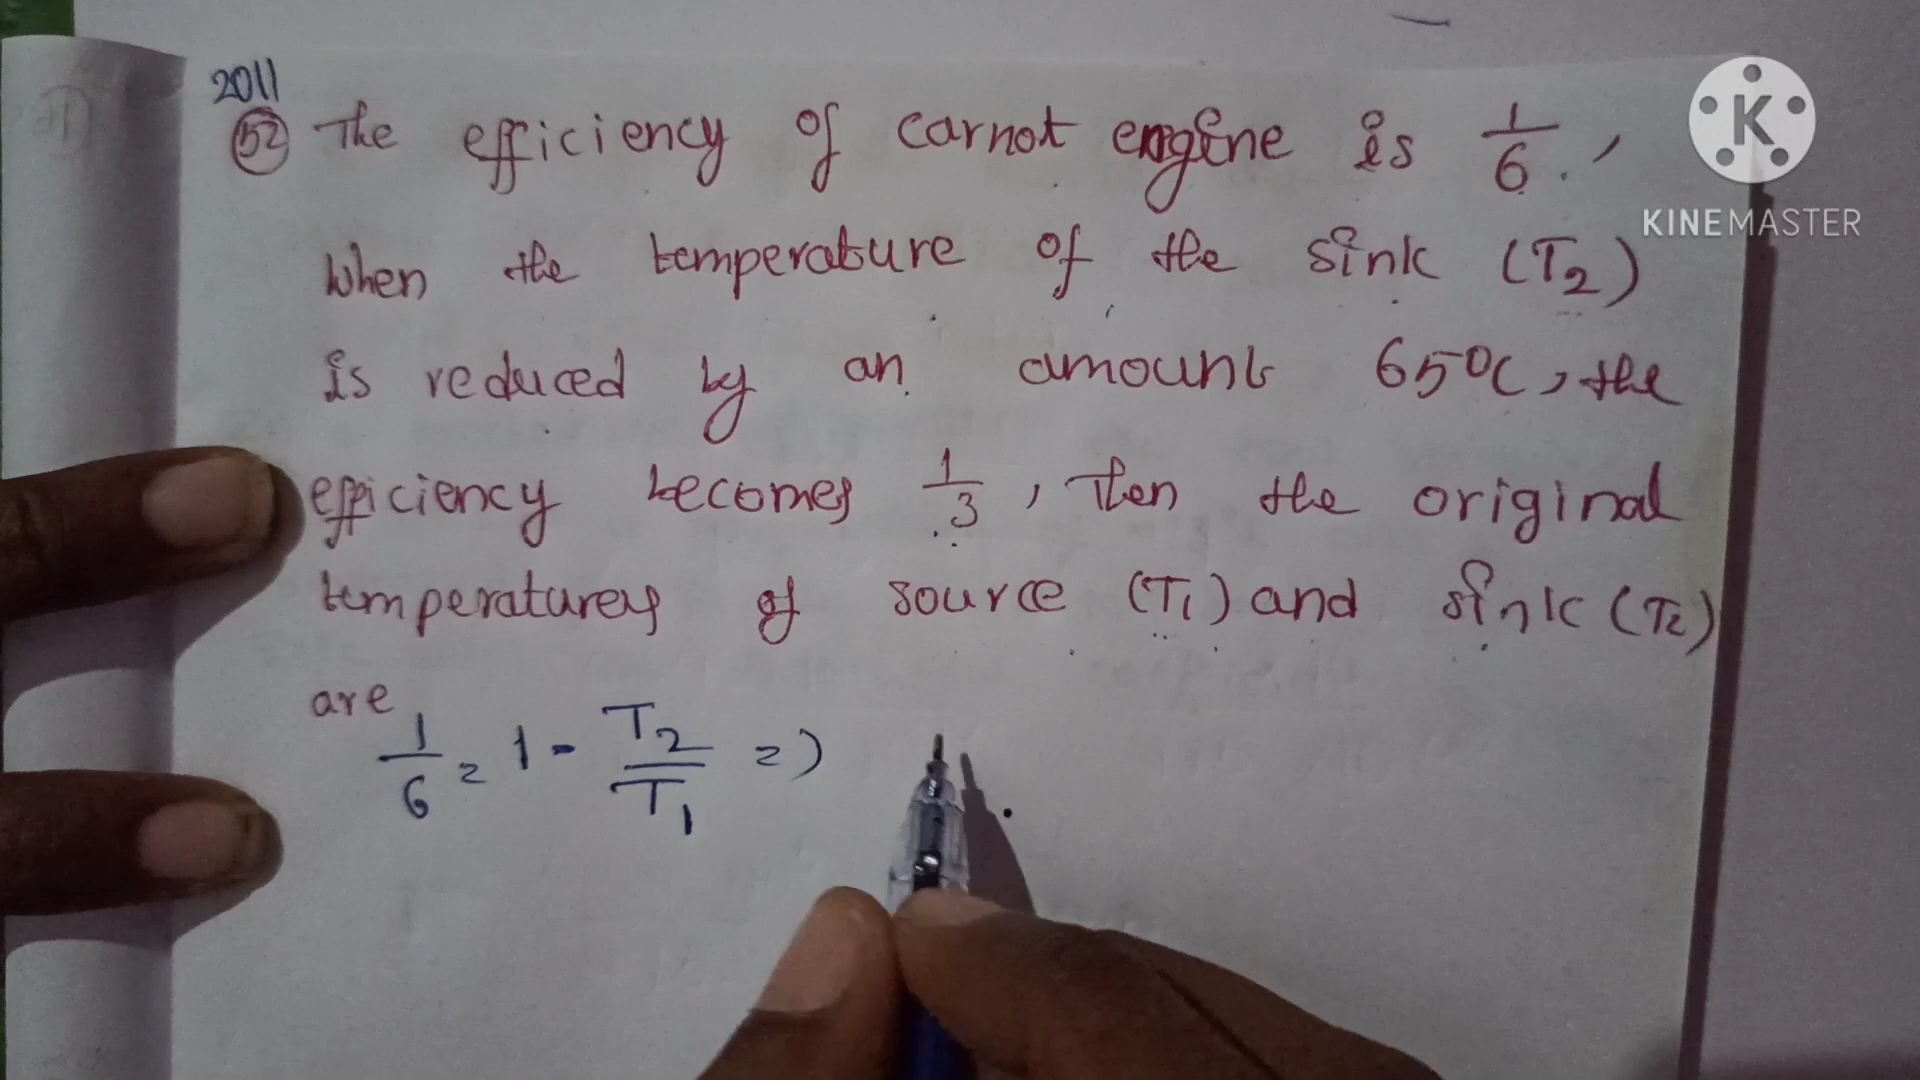 2011
52 The efficiency of carnot engine is 1/6,
K
KINEMASTER
When the temperature of the sink (T2)
is reduced by an amount 65°C, the
efficiency becomes 1/3, Then the original
temperatures of source (T1) and sink (T2)
are
1/6 = 1 - T2/T1 =)